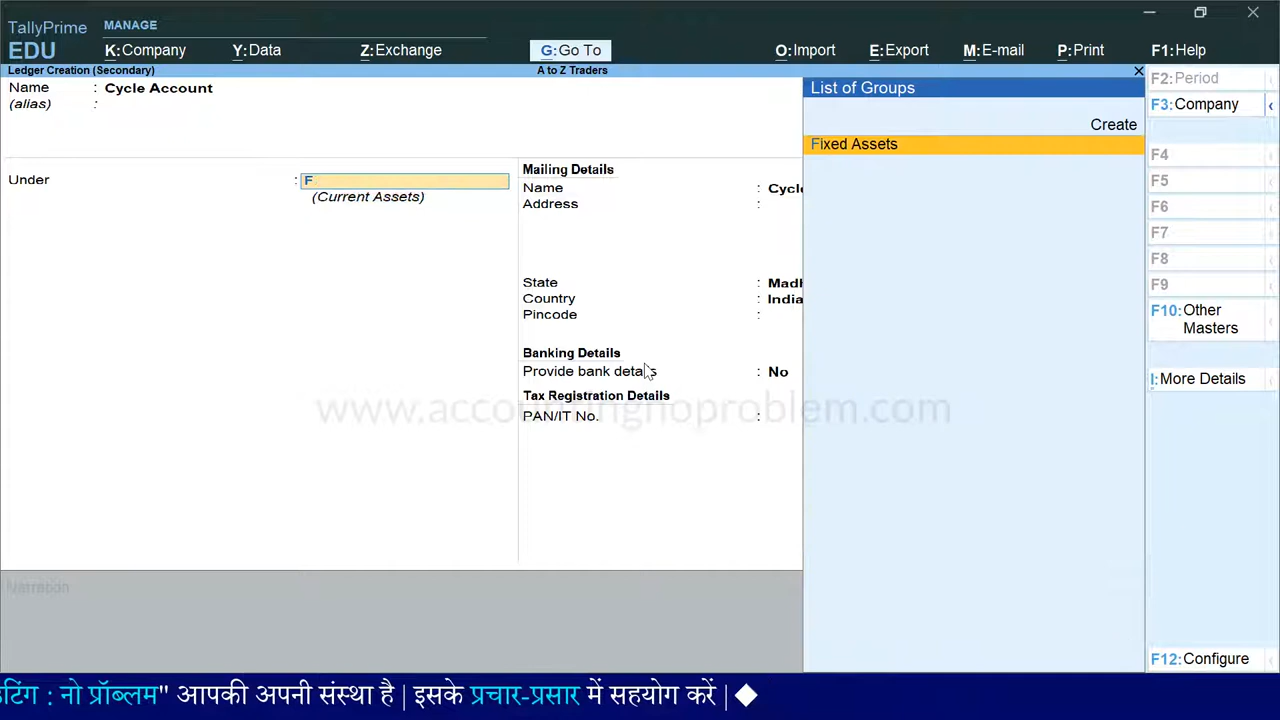 TallyPrime
EDU
MANAGE
K:Company
Y:Data
Z:Exchange
G:Go To
O:Import
E:Export
M:E-mail
P:Print
F1:Help
Ledger Creation (Secondary)
A to Z Traders
Name : Cycle Account
(alias) :
Under : F
(Current Assets)
Mailing Details
Name :
Address :
State :
Country : India
Pincode :
Banking Details
Provide bank details : No
Tax Registration Details
PAN/IT No. :
List of Groups
Create
Fixed Assets
F2:Period
F3:Company
F4
F5
F6
F7
F8
F9
F10:Other
Masters
I:More Details
F12:Configure
Narration
www.accountingnoproblem.com
नो प्रॉब्लम" आपकी अपनी संस्था है | इसके प्रचार-प्रसार में सहयोग करें | ◆